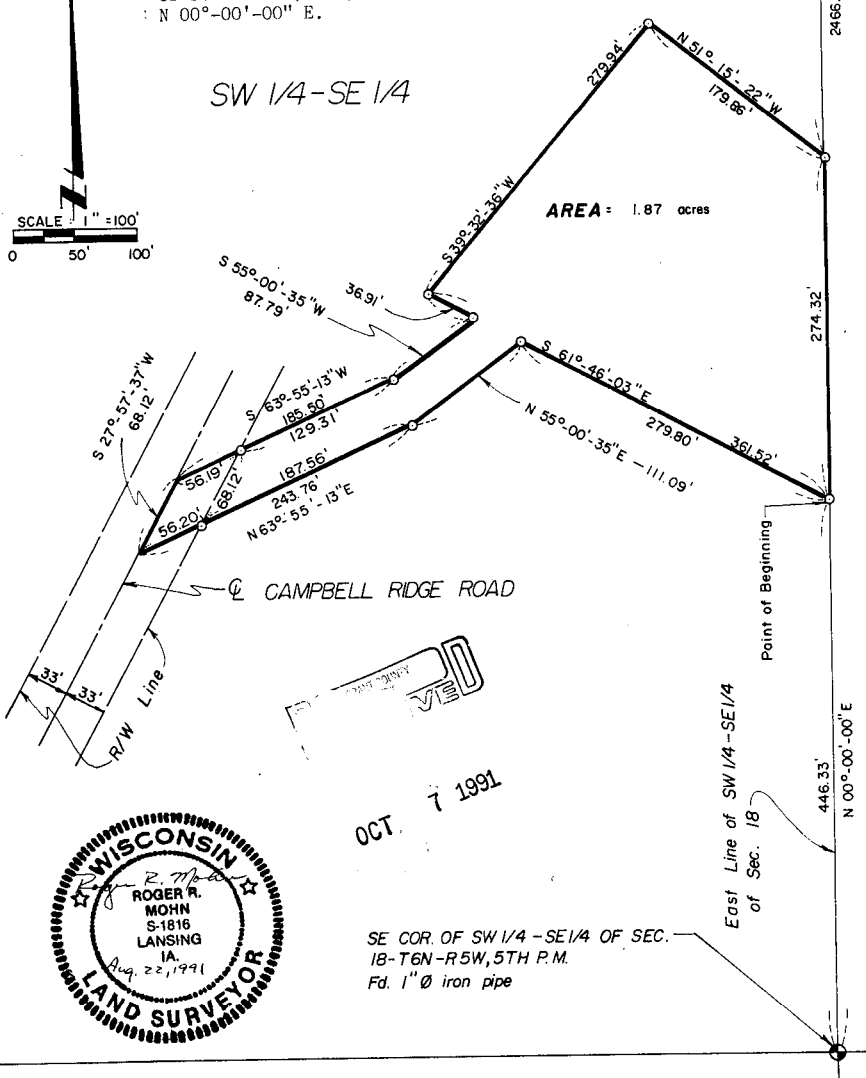 : N 00°-00'-00" E.
2466.
SW 1/4-SE 1/4
SCALE : 1" =100'
0 50' 100'
279.94'
S 39°-32'-36"W
N 51°-15'-22"W
179.86'
AREA = 1.87 acres
274.32'
S 55°-00'-35"W
87.79'
36.91'
S 63°-55'-13"W
185.50'
129.31'
S 27°-57'-37"W
68.12'
56.19'
68.12'
56.20'
187.56'
243.76'
N 63°-55'-13"E
S 61°-46'-03"E
279.80'
361.52'
N 55°-00'-35"E -111.09'
℄ CAMPBELL RIDGE ROAD
33'
33'
R/W Line
Point of Beginning
446.33'
N 00°-00'-00"E
East Line of SW 1/4-SE1/4
of Sec. 18
VED
OCT. 7 1991
WISCONSIN
Roger R. Mohn
ROGER R.
MOHN
S-1816
LANSING
IA.
Aug. 22, 1991
LAND SURVEYOR
SE COR. OF SW 1/4 -SE1/4 OF SEC.
18-T6N-R5W, 5TH P.M.
Fd. 1" Ø iron pipe